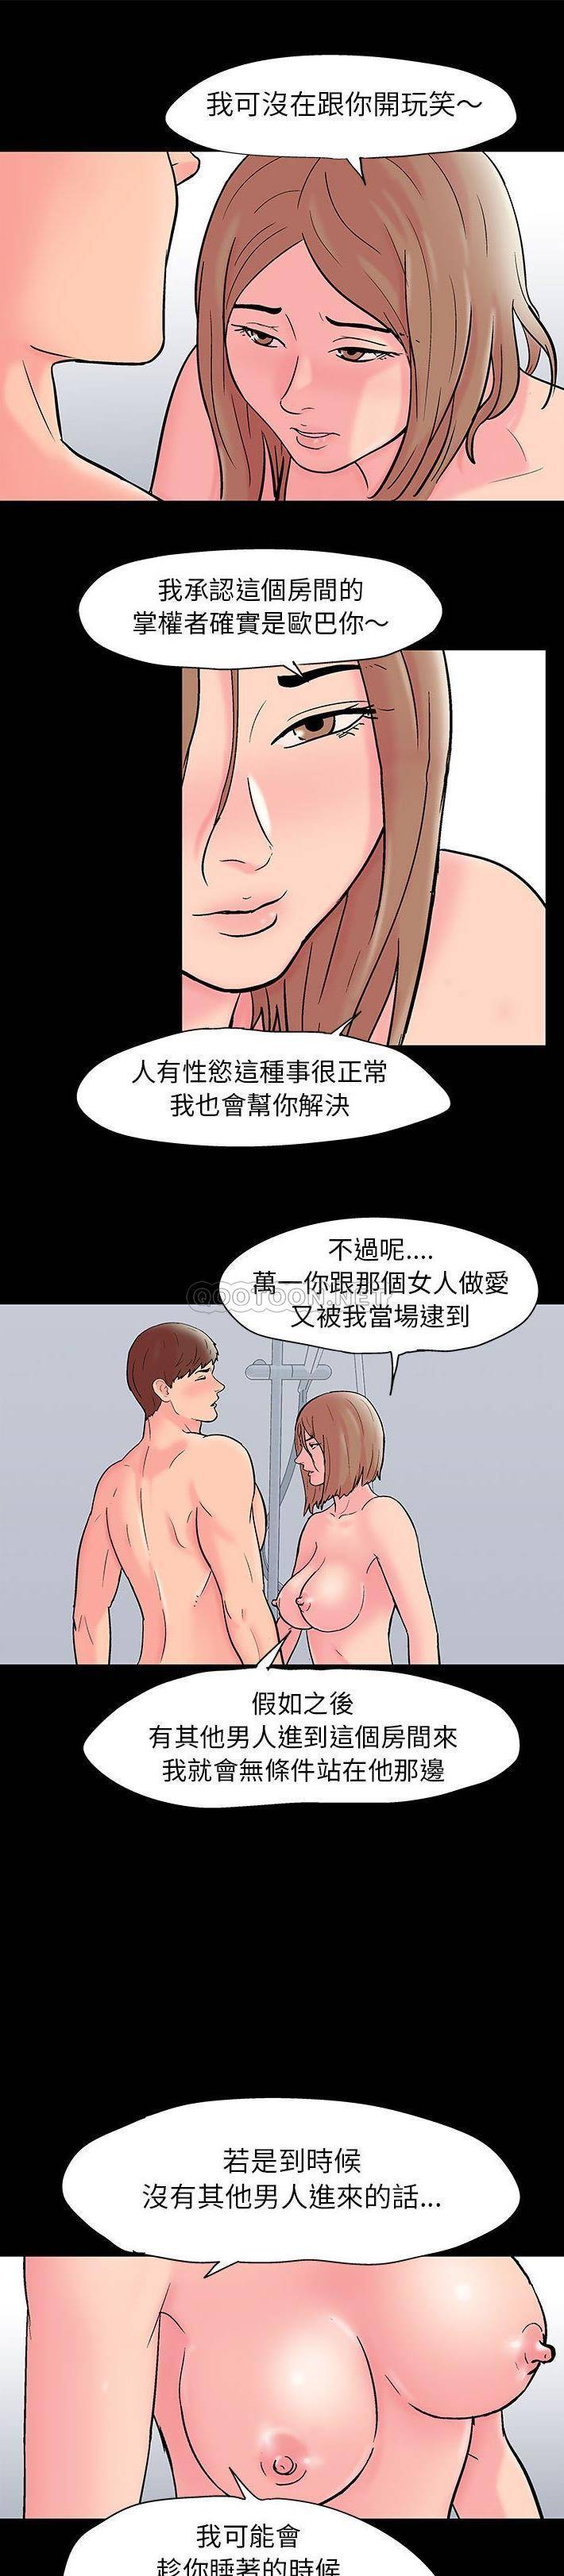 我可沒在跟你開玩笑～
我承認這個房間的
掌權者確實是歐巴你～
人有性慾這種事很正常
我也會幫你解決
不過呢....
萬一你跟那個女人做愛
又被我當場逮到
QOOTOON.NET
假如之後
有其他男人進到這個房間來
我就會無條件站在他那邊
若是到時候
沒有其他男人進來的話...
我可能會
趁你睡著的時候